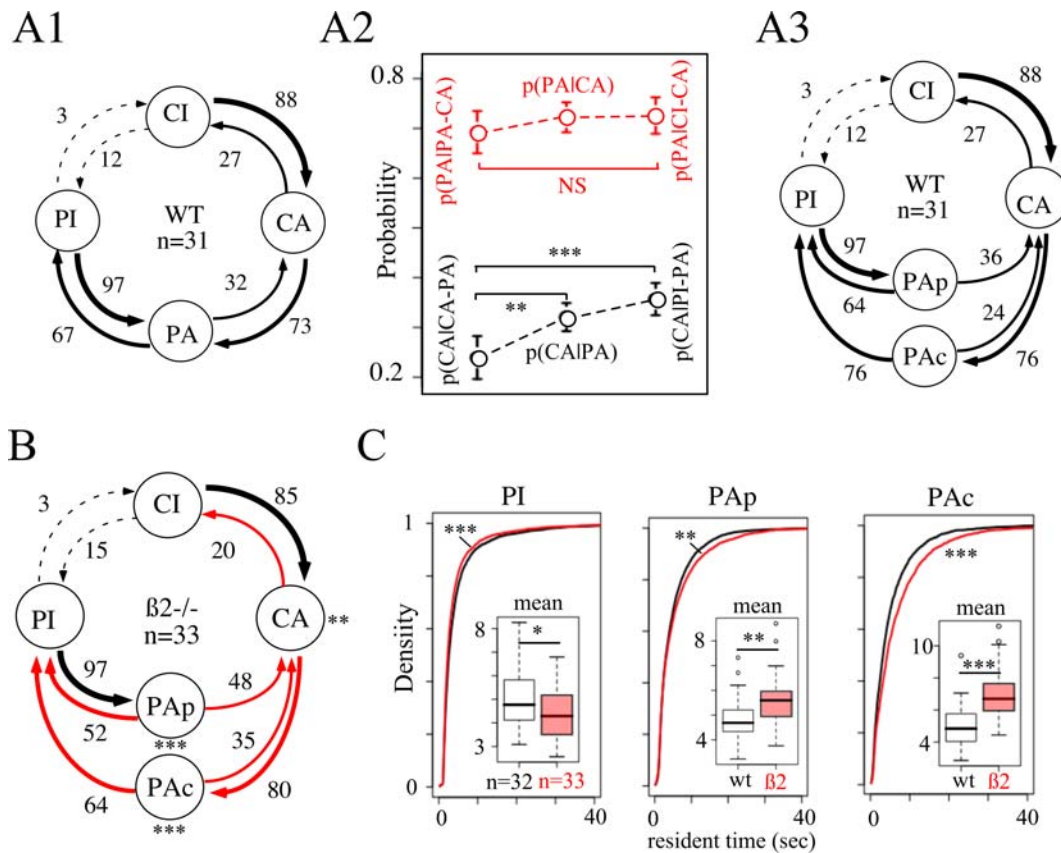 A1
CI
88
3
12
27
PI
WT
n=31
CA
97
32
67
PA
73
A2
0.8
Probability
0.2
p(PA|PA-CA)
p(PA|CA)
p(PA|CI-CA)
NS
***
**
p(CA|CA-PA)
p(CA|PA)
p(CA|PI-PA)
A3
CI
88
3
12
27
PI
WT
n=31
CA
97
PAp
36
64
24
PAc
76
76
B
CI
85
3
15
20
PI
ß2-/-
n=33
CA **
97
PAp
48
52
***
35
PAc
64
80
***
C
PI
Densiity
1
0
***
mean
8
*
3
n=32 n=33
0 40
PAp
**
mean
8
**
4
wt ß2
0 40
resident time (sec)
PAc
***
mean
10
***
4
wt ß2
0 40